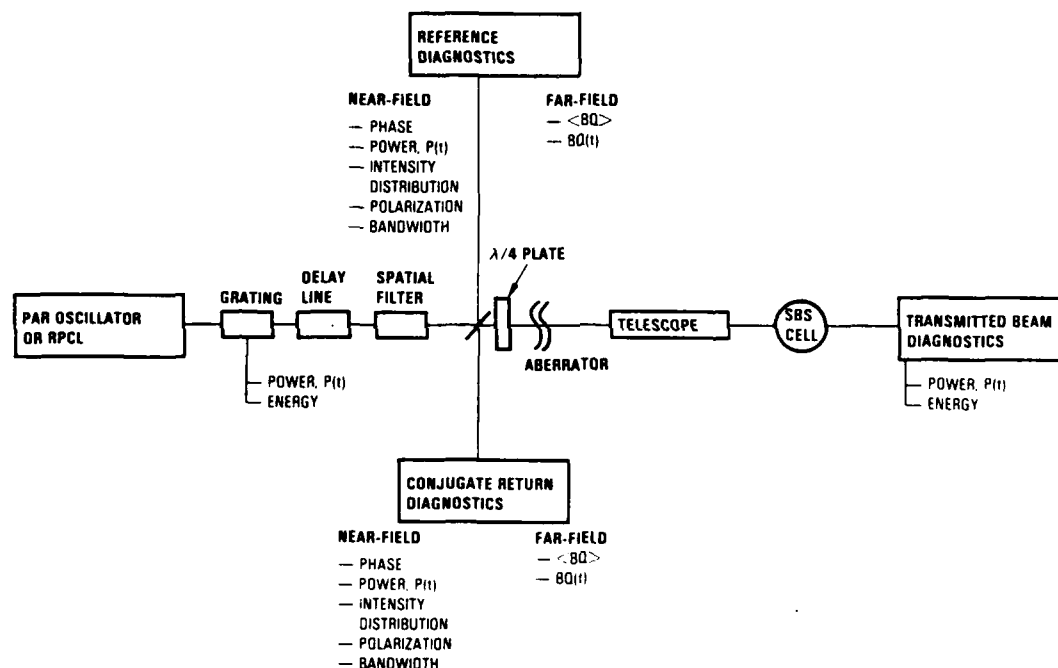 REFERENCE
DIAGNOSTICS
NEAR-FIELD
— PHASE
— POWER, P(t)
— INTENSITY
DISTRIBUTION
— POLARIZATION
— BANDWIDTH
FAR-FIELD
— <BQ>
— BQ(t)
λ/4 PLATE
PAR OSCILLATOR
OR RPCL
GRATING
DELAY
LINE
SPATIAL
FILTER
ABERRATOR
TELESCOPE
SBS
CELL
TRANSMITTED BEAM
DIAGNOSTICS
POWER, P(t)
ENERGY
POWER, P(t)
ENERGY
CONJUGATE RETURN
DIAGNOSTICS
NEAR-FIELD
— PHASE
— POWER, P(t)
— INTENSITY
DISTRIBUTION
— POLARIZATION
— BANDWIDTH
FAR-FIELD
— <BQ>
— BQ(t)